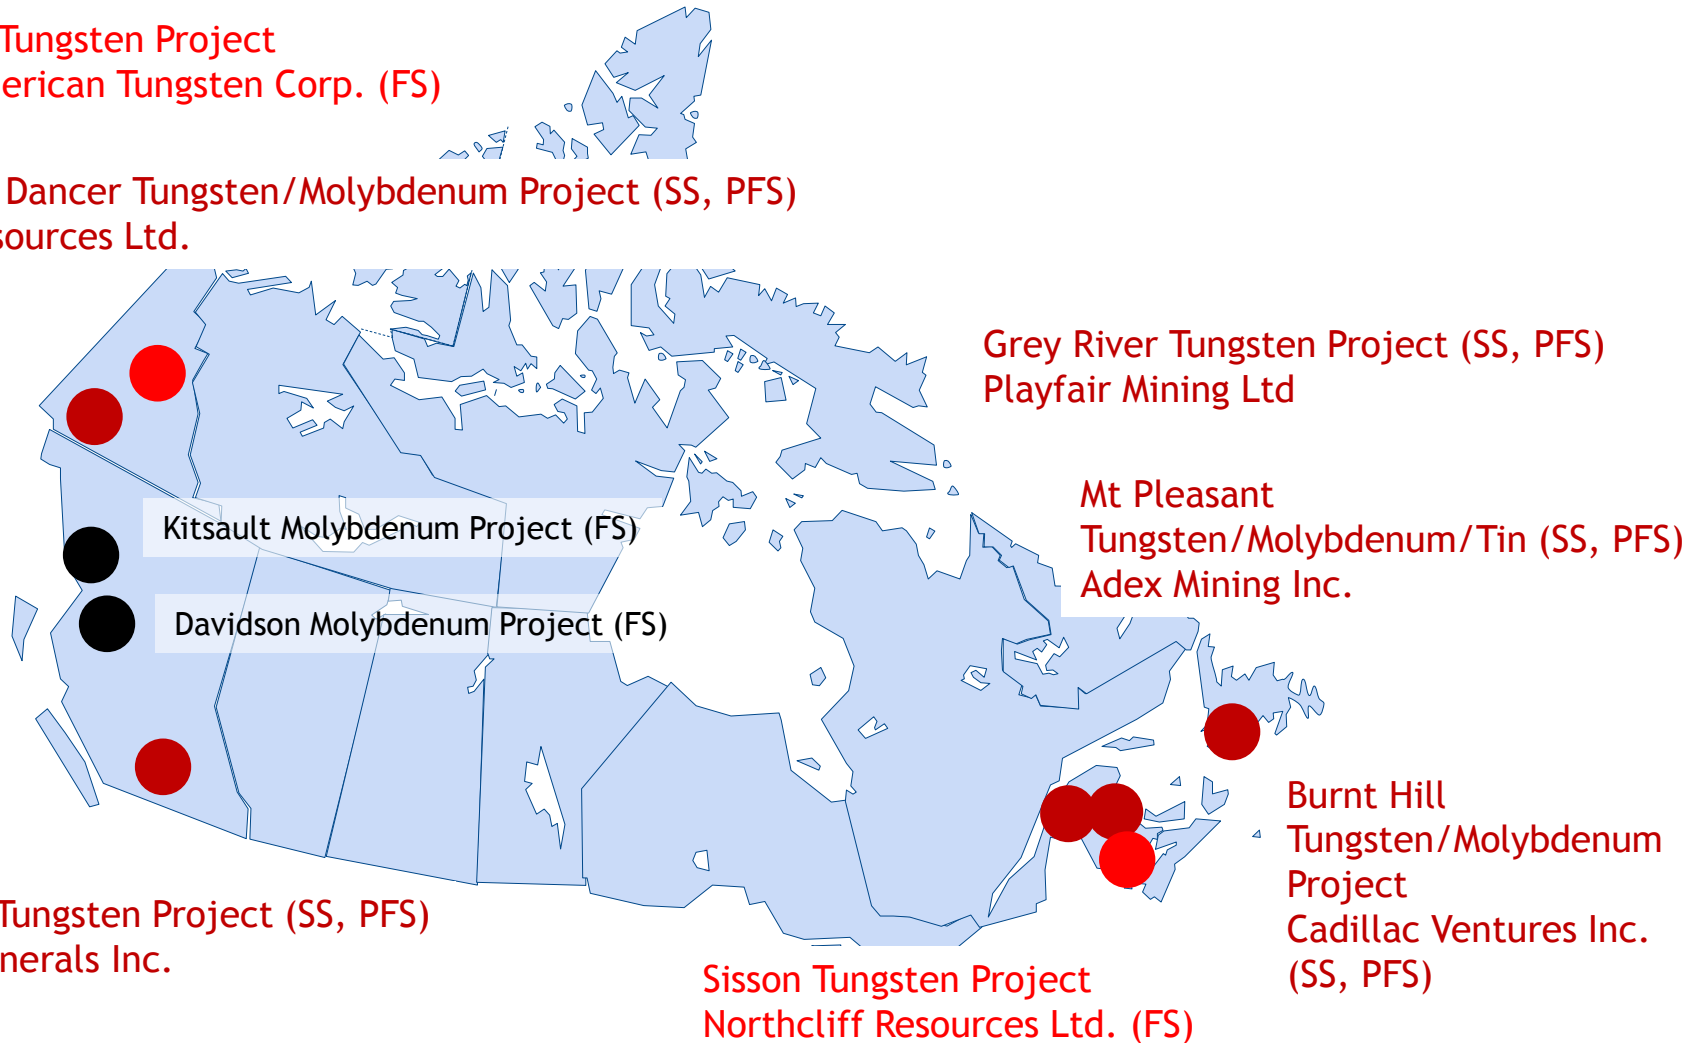 Tungsten Project
erican Tungsten Corp. (FS)
Dancer Tungsten/Molybdenum Project (SS, PFS)
sources Ltd.
Grey River Tungsten Project (SS, PFS)
Playfair Mining Ltd
Mt Pleasant
Tungsten/Molybdenum/Tin (SS, PFS)
Adex Mining Inc.
Kitsault Molybdenum Project (FS)
Davidson Molybdenum Project (FS)
Burnt Hill
Tungsten/Molybdenum
Project
Cadillac Ventures Inc.
(SS, PFS)
Tungsten Project (SS, PFS)
nerals Inc.
Sisson Tungsten Project
Northcliff Resources Ltd. (FS)